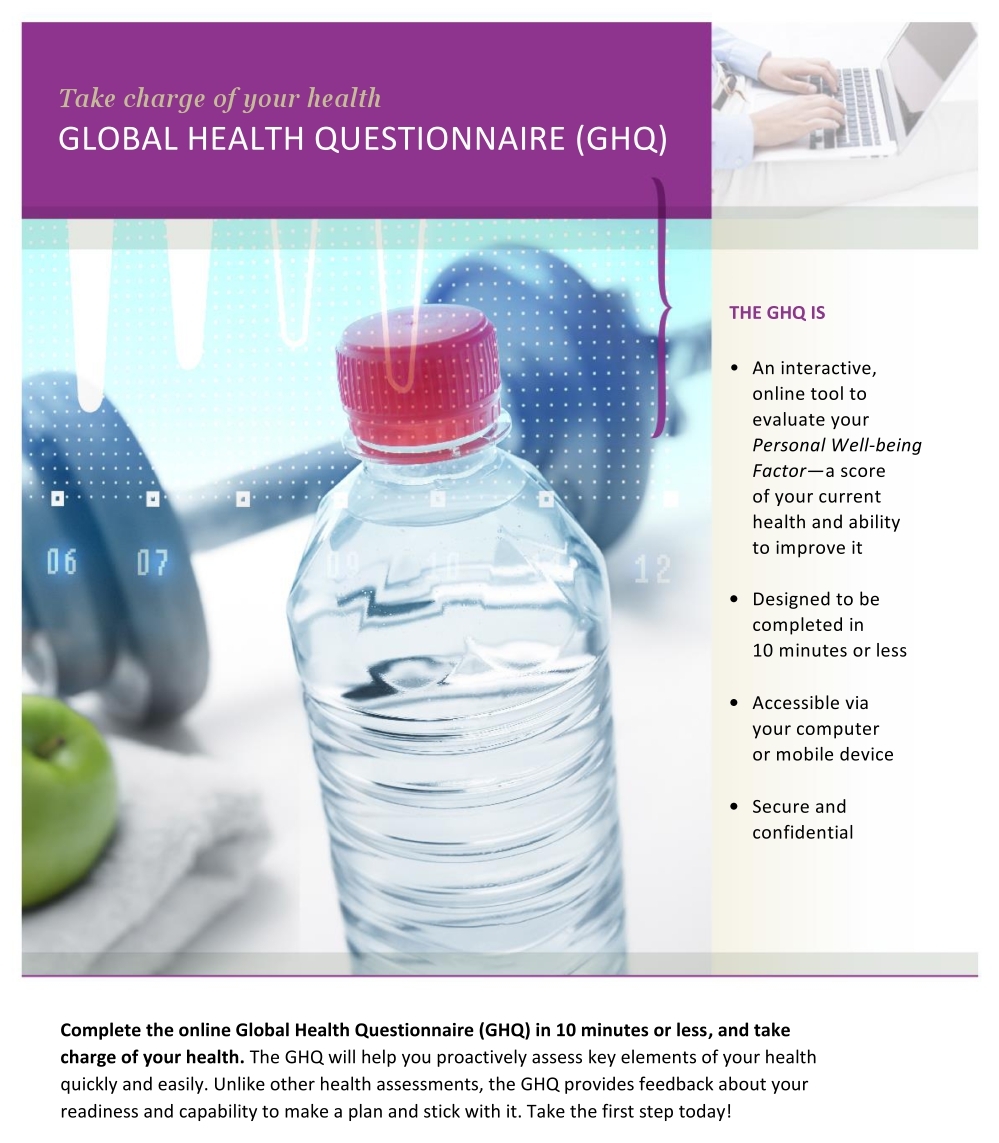 Take charge of your health
GLOBAL HEALTH QUESTIONNAIRE (GHQ)
06 07 09 10 12
THE GHQ IS
• An interactive,
online tool to
evaluate your
Personal Well-being
Factor—a score
of your current
health and ability
to improve it
• Designed to be
completed in
10 minutes or less
• Accessible via
your computer
or mobile device
• Secure and
confidential
Complete the online Global Health Questionnaire (GHQ) in 10 minutes or less, and take
charge of your health. The GHQ will help you proactively assess key elements of your health
quickly and easily. Unlike other health assessments, the GHQ provides feedback about your
readiness and capability to make a plan and stick with it. Take the first step today!